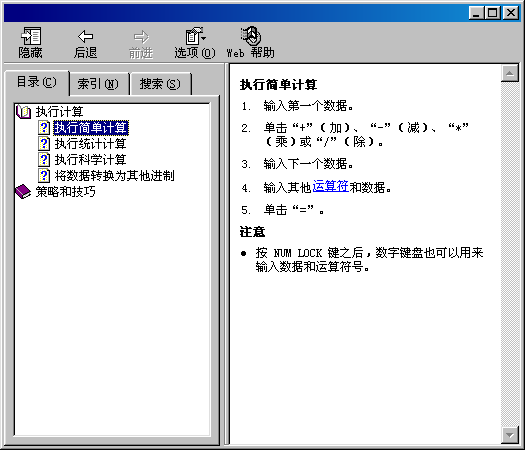 隐藏 后退 前进 选项(O) Web 帮助
目录(C) 索引(N) 搜索(S)
执行计算
执行简单计算
执行统计计算
执行科学计算
将数据转换为其他进制
策略和技巧
执行简单计算
1. 输入第一个数据。
2. 单击“+”(加)、“-”(减)、“*”
(乘)或“/”(除)。
3. 输入下一个数据。
4. 输入其他运算符和数据。
5. 单击“=”。
注意
● 按 NUM LOCK 键之后,数字键盘也可以用来
输入数据和运算符号。